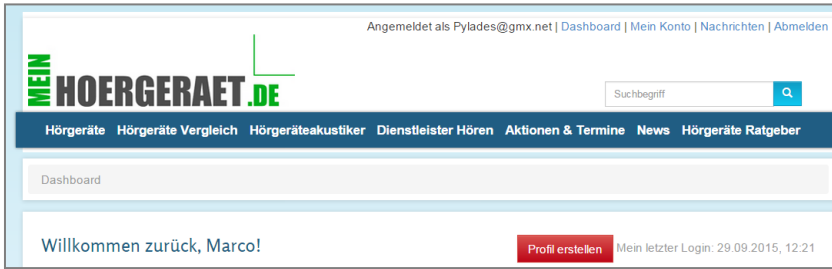 Angemeldet als Pylades@gmx.net | Dashboard | Mein Konto | Nachrichten | Abmelden
MEIN HOERGERAET.DE
Suchbegriff
Hörgeräte Hörgeräte Vergleich Hörgeräteakustiker Dienstleister Hören Aktionen & Termine News Hörgeräte Ratgeber
Dashboard
Willkommen zurück, Marco! Profil erstellen Mein letzter Login: 29.09.2015, 12:21